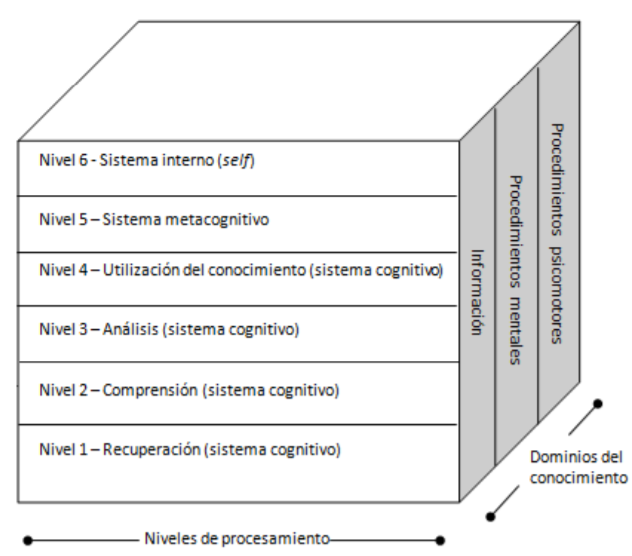 Nivel 6 - Sistema interno (self)
Nivel 5 – Sistema metacognitivo
Nivel 4 – Utilización del conocimiento (sistema cognitivo)
Nivel 3 – Análisis (sistema cognitivo)
Nivel 2 – Comprensión (sistema cognitivo)
Nivel 1 – Recuperación (sistema cognitivo)
Información
Procedimientos mentales
Procedimientos psicomotores
Dominios del
conocimiento
Niveles de procesamiento